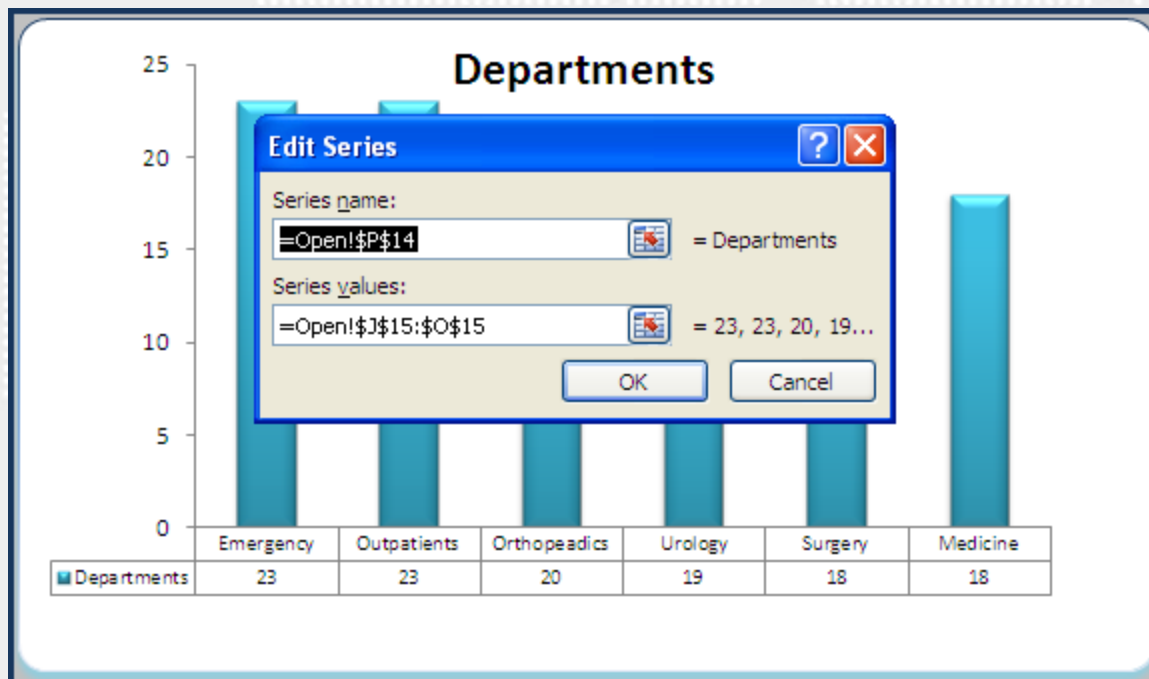 Departments
25
20
15
10
5
0
Edit Series
?
Series name:
=Open!$P$14
= Departments
Series values:
=Open!$J$15:$O$15
= 23, 23, 20, 19...
OK
Cancel
Emergency Outpatients Orthopeadics Urology Surgery Medicine
Departments 23 23 20 19 18 18